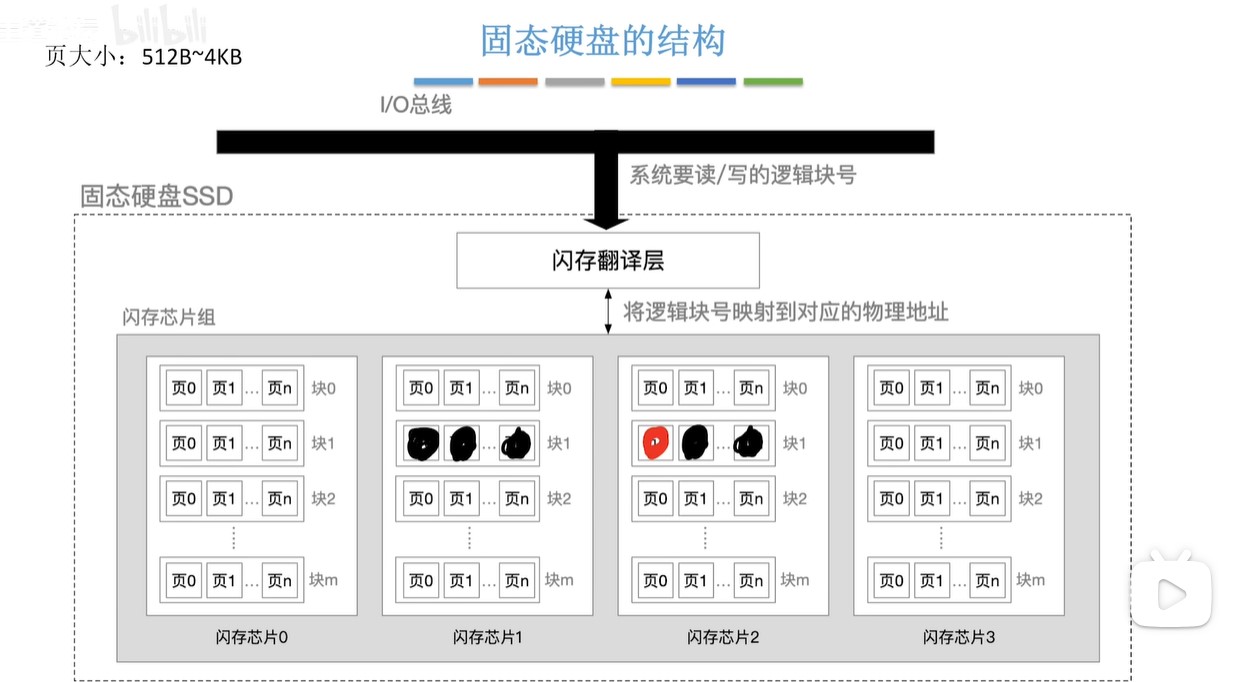 bilibili
固态硬盘的结构
页大小：512B~4KB
I/O总线
系统要读/写的逻辑块号
固态硬盘SSD
闪存翻译层
闪存芯片组
将逻辑块号映射到对应的物理地址
页0 页1 … 页n 块0
页0 页1 … 页n 块0
页0 页1 … 页n 块0
页0 页1 … 页n 块0
页0 页1 … 页n 块1
… 块1
… 块1
页0 页1 … 页n 块1
页0 页1 … 页n 块2
页0 页1 … 页n 块2
页0 页1 … 页n 块2
页0 页1 … 页n 块2
页0 页1 … 页n 块m
页0 页1 … 页n 块m
页0 页1 … 页n 块m
页0 页1 … 页n 块m
闪存芯片0
闪存芯片1
闪存芯片2
闪存芯片3